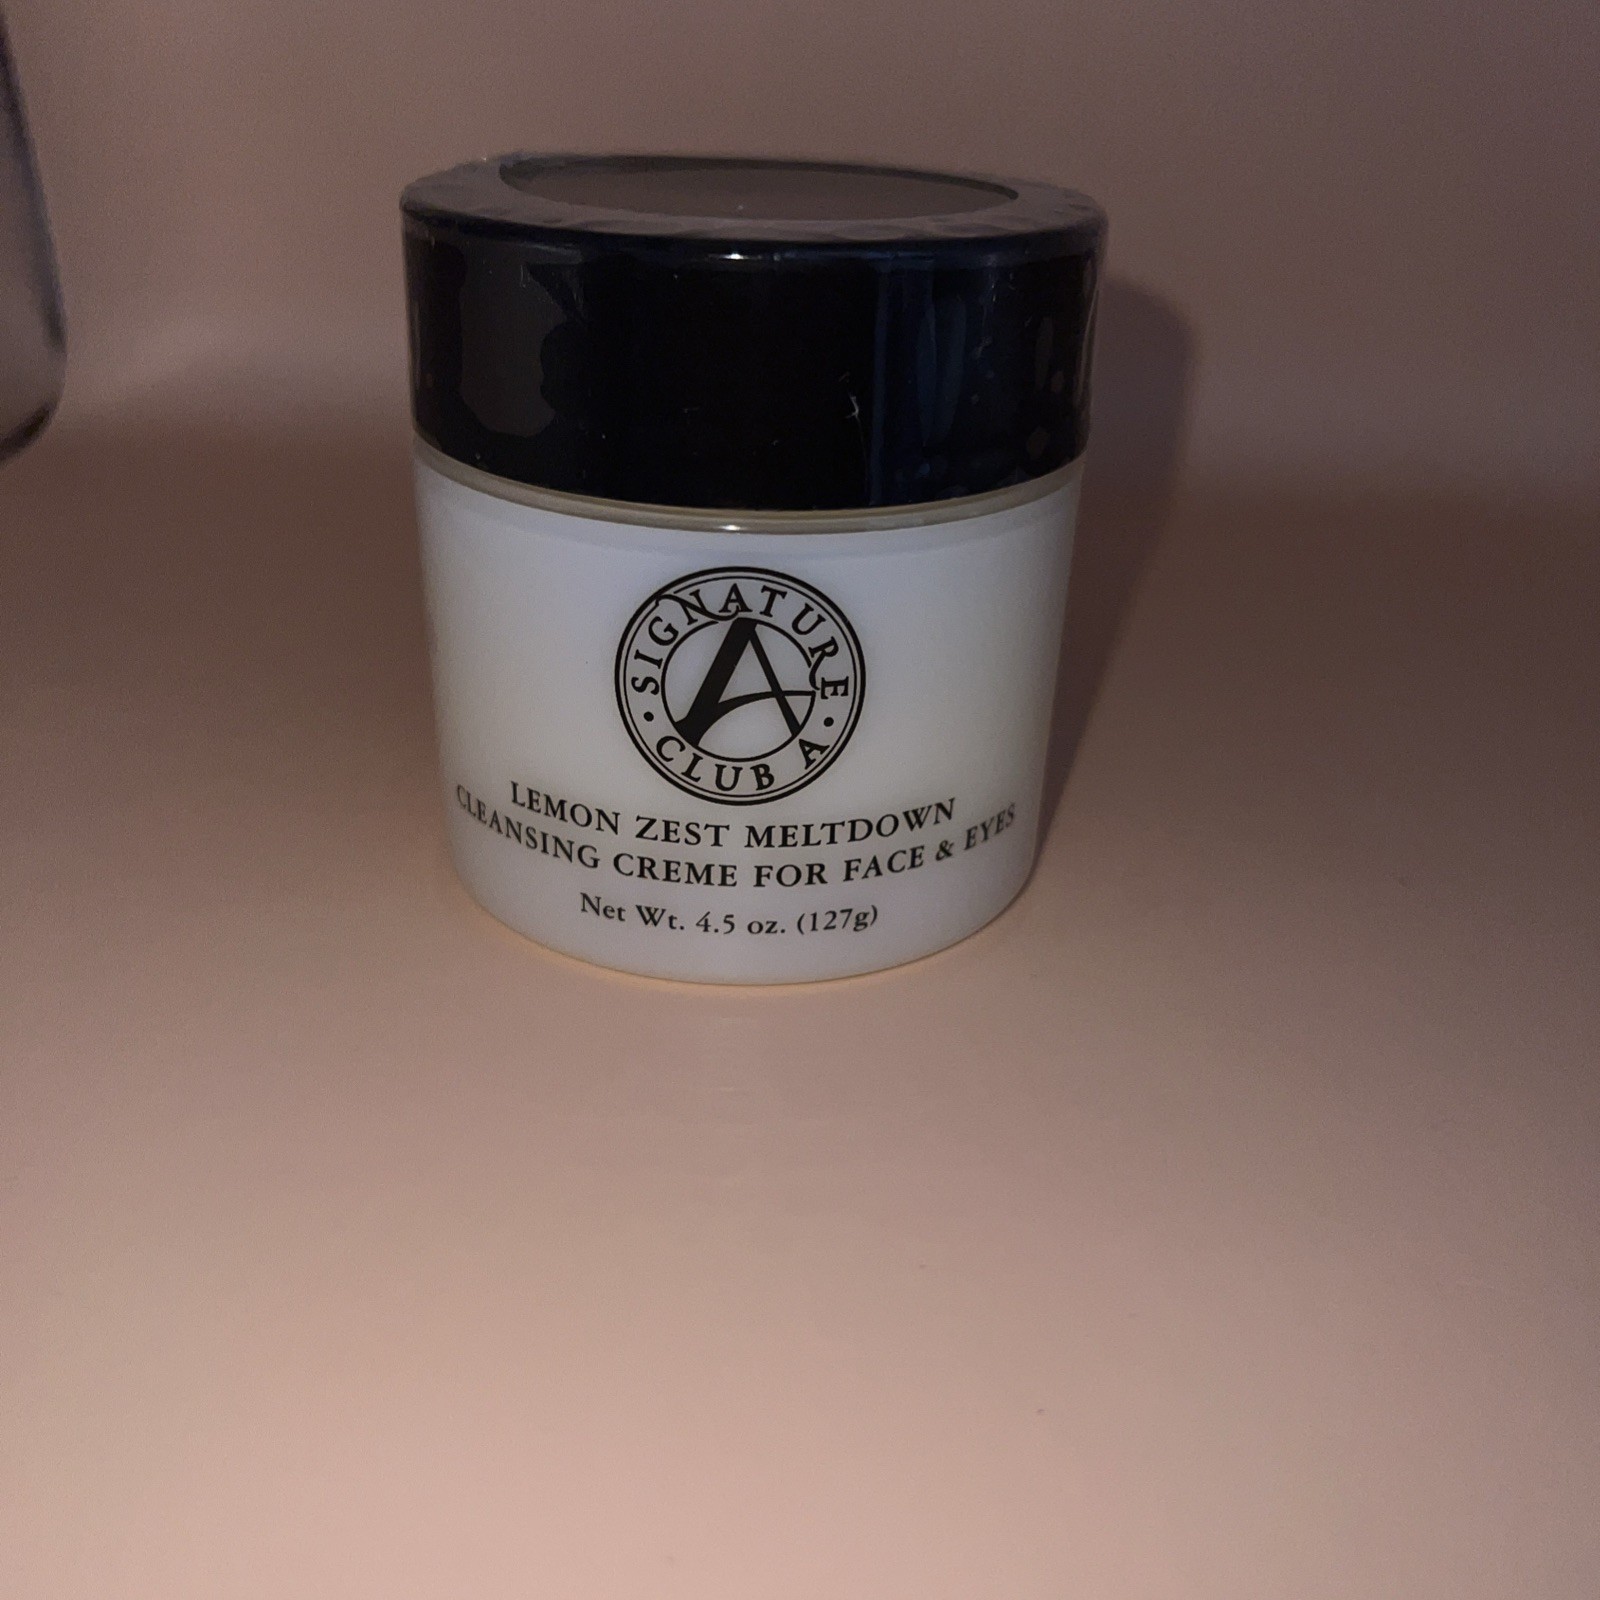 SIGNATURE
A
CLUB A
LEMON ZEST MELTDOWN
CLEANSING CREME FOR FACE & EYES
Net Wt. 4.5 oz. (127g)